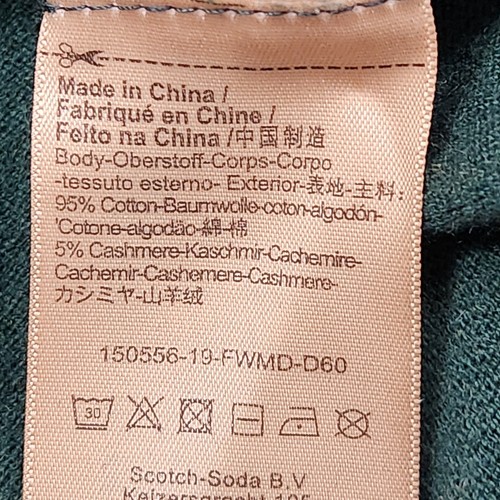 Made in China /
Fabriqué en Chine /
Feito na China /中国制造
Body-Oberstoff-Corps-Corpo
-tessuto esterno- Exterior-表地-主料:
95% Cotton-Baumwolle-coton-algodón-
'Cotone-algodão-綿-棉
5% Cashmere-Kaschmir-Cachemire-
Cachemir-Cashemere-Cashmere-
カシミヤ-山羊绒
150556-19-FWMD-D60
30
Scotch-Soda B.V
Keizersgracht